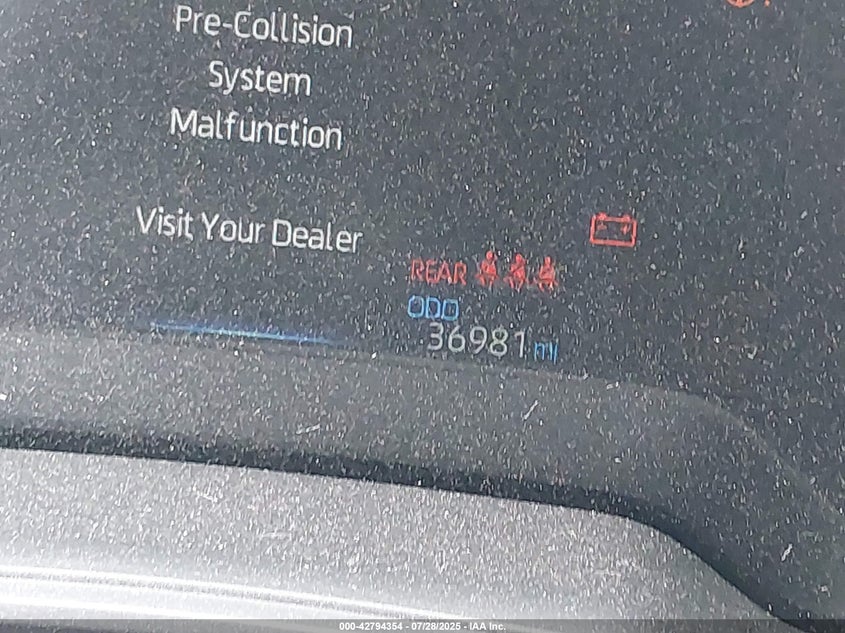 Pre-Collision
System
Malfunction
Visit Your Dealer
REAR
ODO
36981 mi
000-42794354 - 07/28/2025 - IAA Inc.